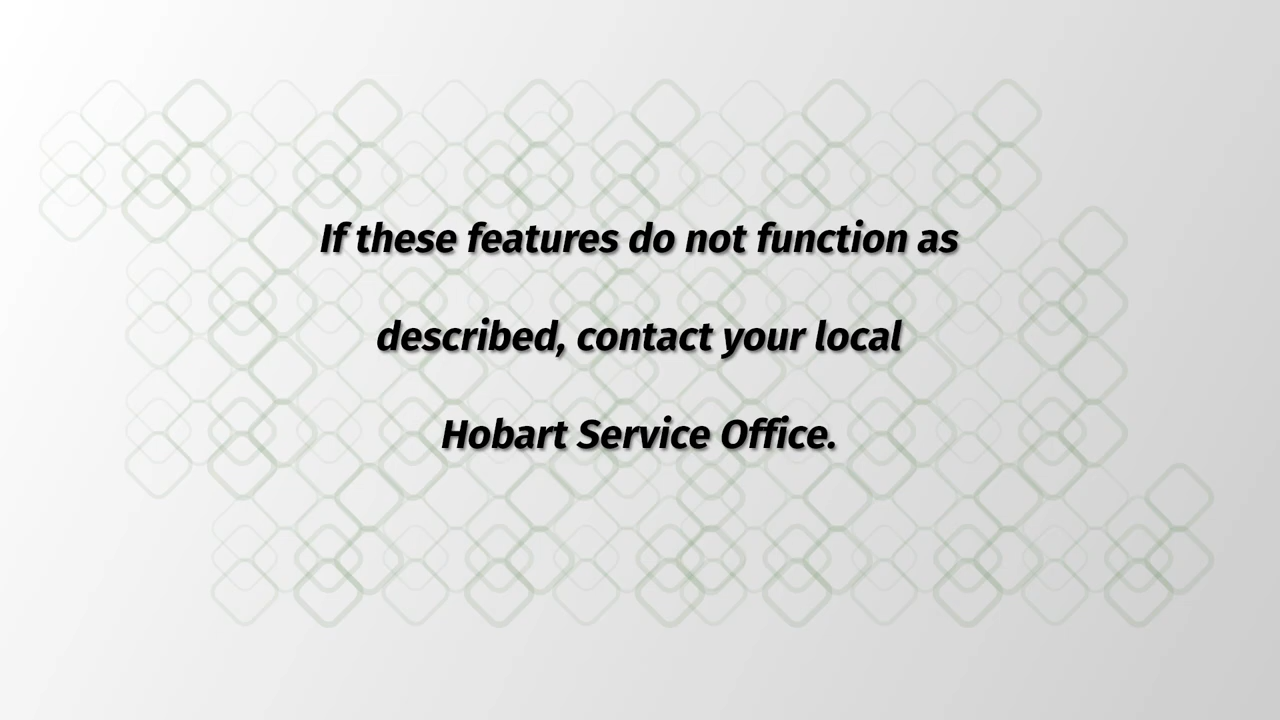 If these features do not function as
described, contact your local
Hobart Service Office.